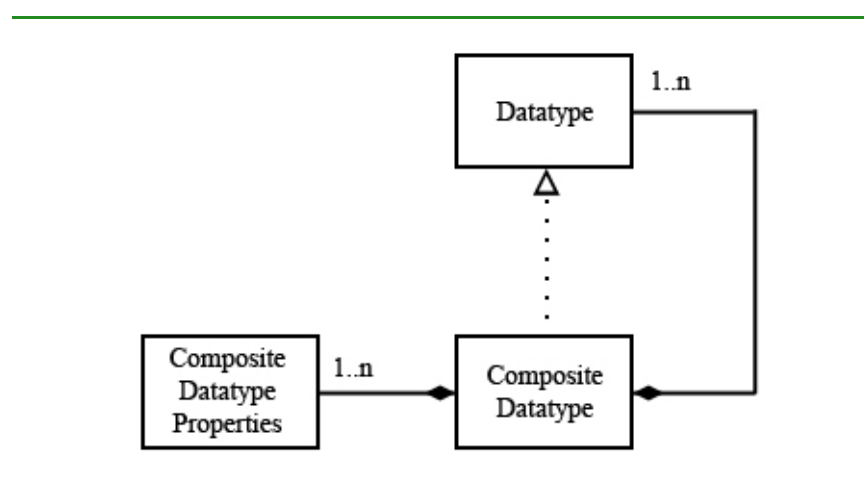 1..n
Datatype
Composite
Datatype
Properties
1..n
Composite
Datatype